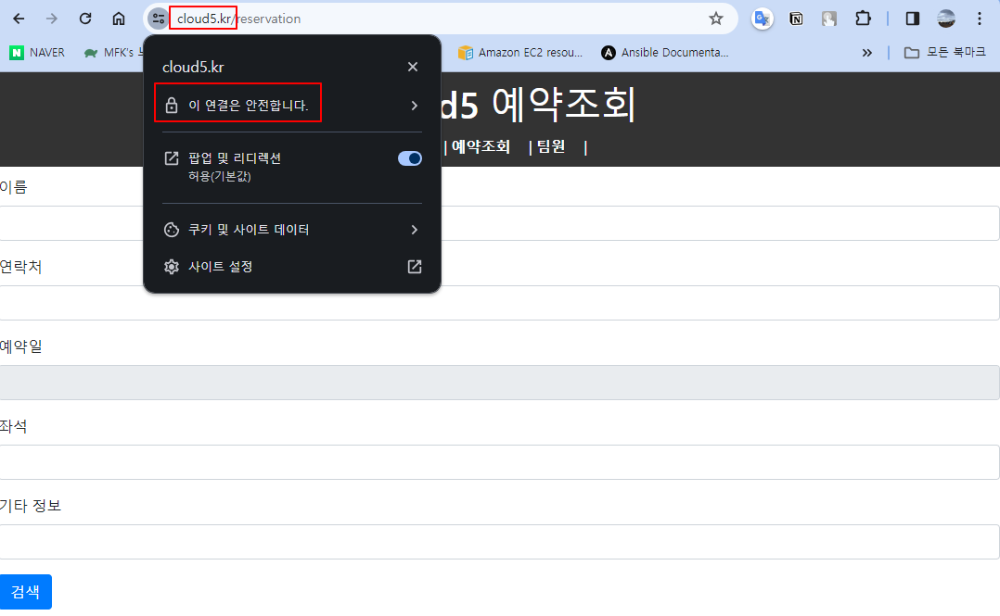 cloud5.kr/reservation
NAVER
MFK's
Amazon EC2 resou...
Ansible Documenta...
모든 북마크
cloud5.kr
이 연결은 안전합니다.
팝업 및 리디렉션
허용(기본값)
쿠키 및 사이트 데이터
사이트 설정
d5 예약조회
| 예약조회 | 팀원 |
이름
연락처
예약일
좌석
기타 정보
검색